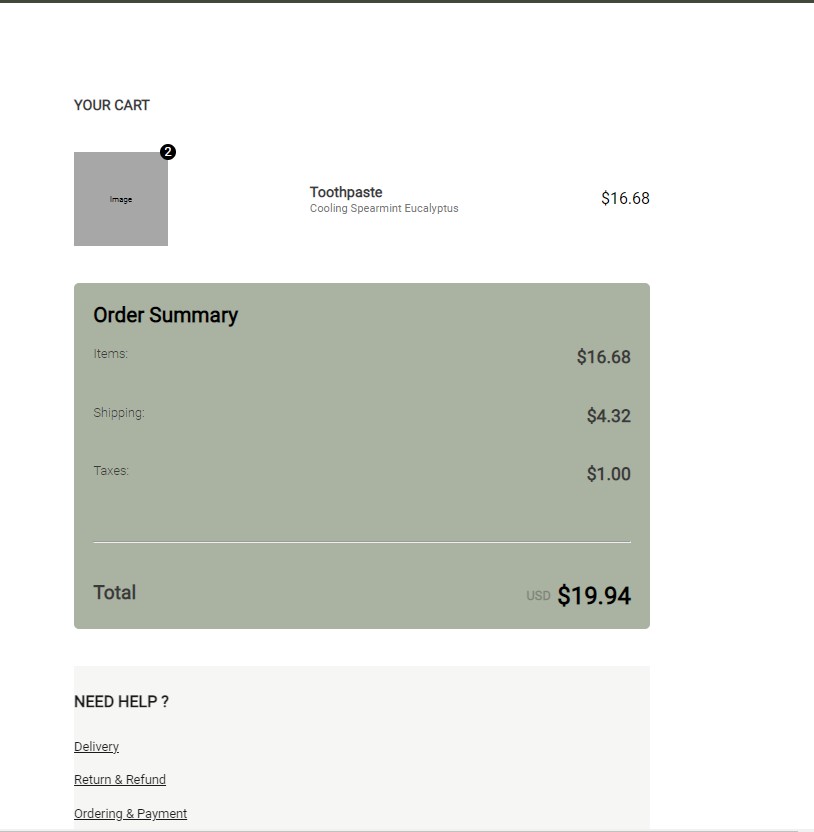 YOUR CART
2
Image
Toothpaste
Cooling Spearmint Eucalyptus
$16.68
Order Summary
Items: $16.68
Shipping: $4.32
Taxes: $1.00
Total USD $19.94
NEED HELP ?
Delivery
Return & Refund
Ordering & Payment